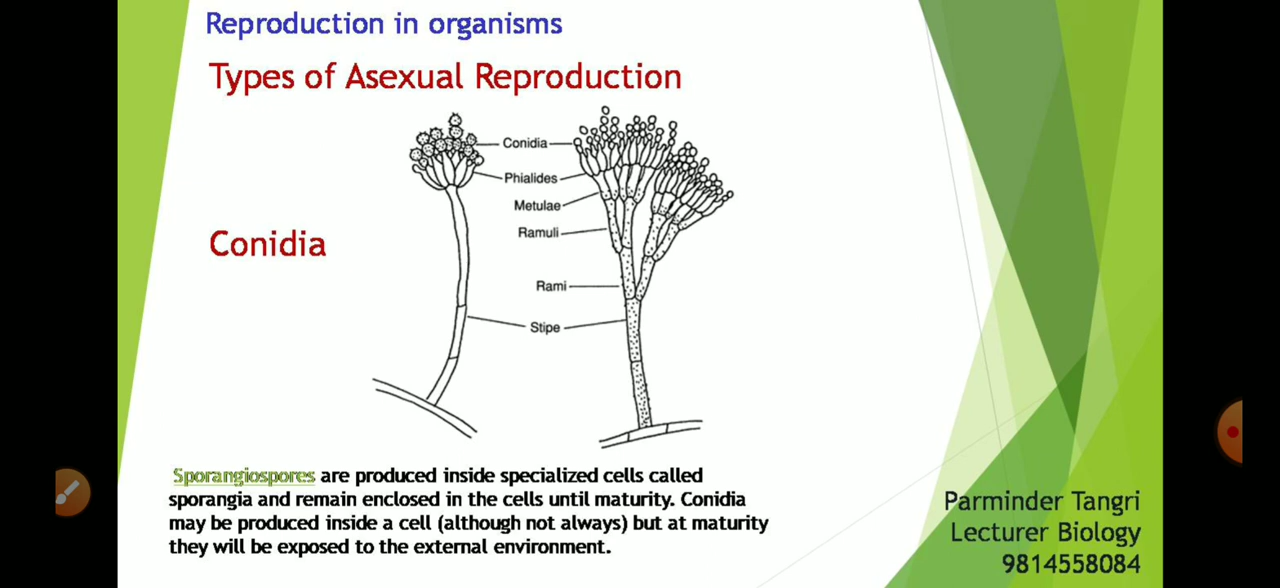 Reproduction in organisms
Types of Asexual Reproduction
Conidia
Phialides
Metulae
Ramuli
Conidia
Rami
Stipe
Sporangiospores are produced inside specialized cells called
sporangia and remain enclosed in the cells until maturity. Conidia
may be produced inside a cell (although not always) but at maturity
they will be exposed to the external environment.
Parminder Tangri
Lecturer Biology
9814558084